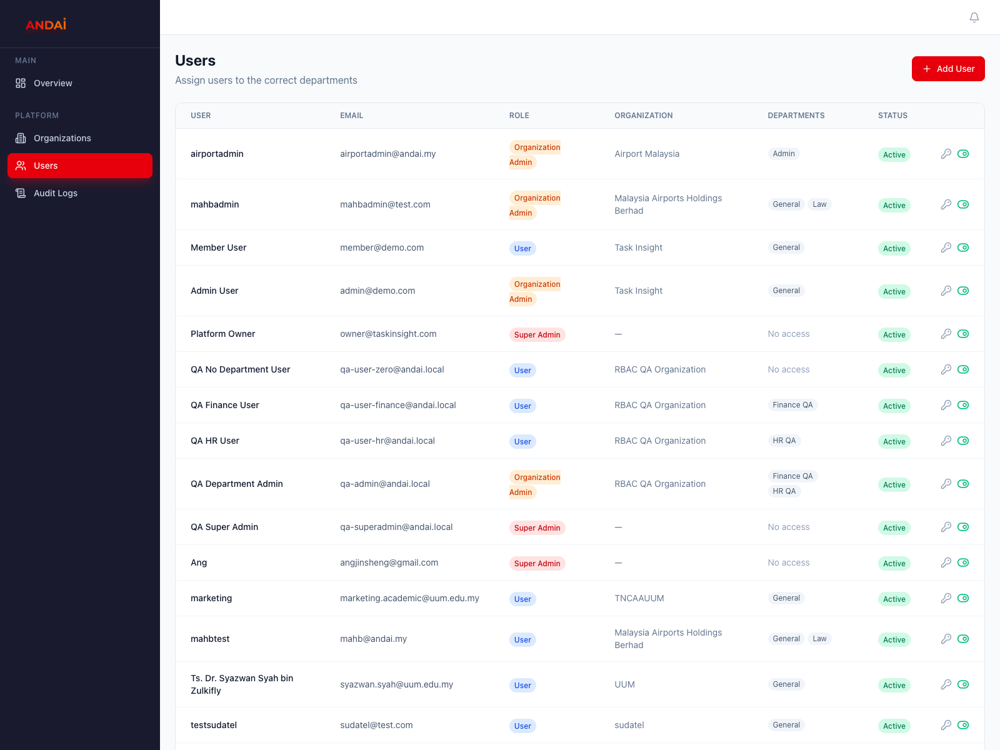 ANDAi
MAIN
Overview
PLATFORM
Organizations
Users
Audit Logs
Users
Assign users to the correct departments
+ Add User
USER EMAIL ROLE ORGANIZATION DEPARTMENTS STATUS
airportadmin airportadmin@andai.my Organization Admin Airport Malaysia Admin Active
mahbadmin mahbadmin@test.com Organization Admin Malaysia Airports Holdings Berhad General Law Active
Member User member@demo.com User Task Insight General Active
Admin User admin@demo.com Organization Admin Task Insight General Active
Platform Owner owner@taskinsight.com Super Admin — No access Active
QA No Department User qa-user-zero@andai.local User RBAC QA Organization No access Active
QA Finance User qa-user-finance@andai.local User RBAC QA Organization Finance QA Active
QA HR User qa-user-hr@andai.local User RBAC QA Organization HR QA Active
QA Department Admin qa-admin@andai.local Organization Admin RBAC QA Organization Finance QA HR QA Active
QA Super Admin qa-superadmin@andai.local Super Admin — No access Active
Ang angjinsheng@gmail.com Super Admin — No access Active
marketing marketing.academic@uum.edu.my User TNCAAUUM General Active
mahbtest mahb@andai.my User Malaysia Airports Holdings Berhad General Law Active
Ts. Dr. Syazwan Syah bin Zulkifly syazwan.syah@uum.edu.my User UUM General Active
testsudatel sudatel@test.com User sudatel General Active